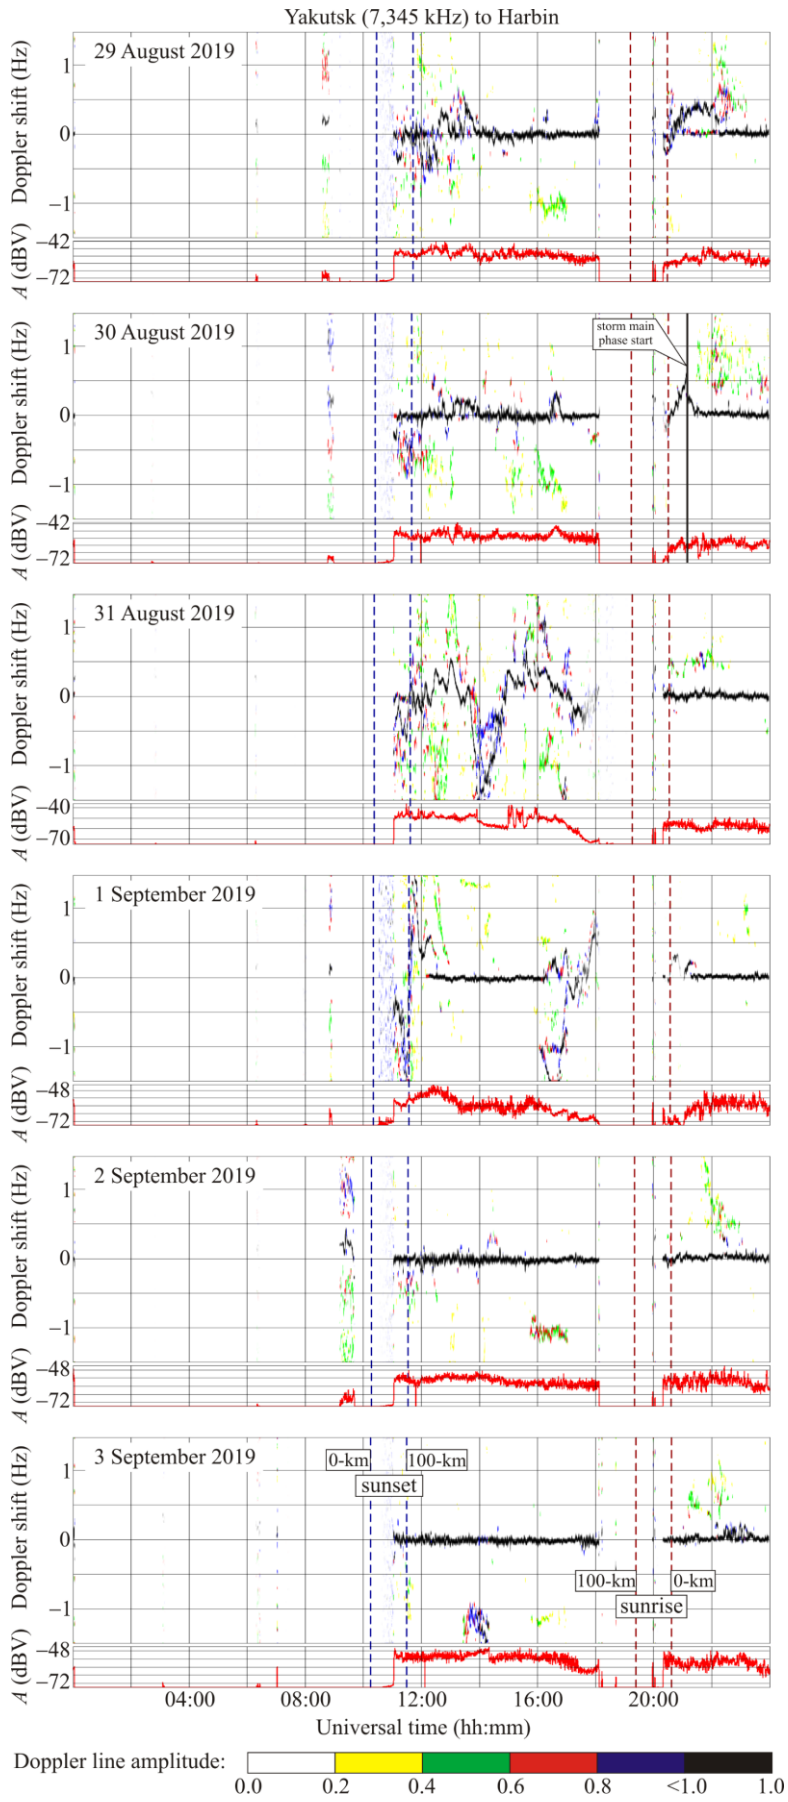 Yakutsk (7,345 kHz) to Harbin
29 August 2019
Doppler shift (Hz)
1
0
−1
A (dBV)
−42
−72
30 August 2019
storm main
phase start
Doppler shift (Hz)
1
0
−1
A (dBV)
−42
−72
31 August 2019
Doppler shift (Hz)
1
0
−1
A (dBV)
−40
−70
1 September 2019
Doppler shift (Hz)
1
0
−1
A (dBV)
−48
−72
2 September 2019
Doppler shift (Hz)
1
0
−1
A (dBV)
−48
−72
3 September 2019
0-km 100-km
sunset
Doppler shift (Hz)
1
0
−1
100-km 0-km
sunrise
A (dBV)
−48
−72
04:00 08:00 12:00 16:00 20:00
Universal time (hh:mm)
Doppler line amplitude:
0.0 0.2 0.4 0.6 0.8 <1.0 1.0